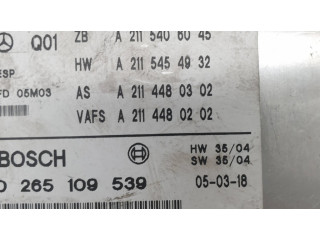 Q01 ZB A 211 540 60 45
ESP HW A 211 545 49 32
FD 05M03 AS A 211 448 03 02
VAFS A 211 448 02 02
BOSCH HW 35/04
SW 35/04
0 265 109 539 05-03-18